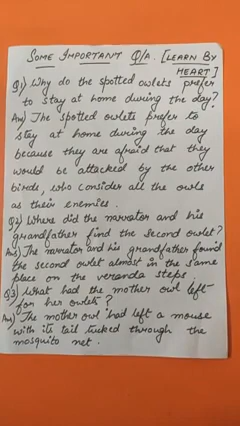 SOME IMPORTANT Q/A. [LEARN BY
HEART]
Q1) Why do the spotted owlets prefer
to stay at home during the day?
Ans) The spotted owlets prefer to
stay at home during the day
because they are afraid that they
would be attacked by the other
birds, who consider all the owls
as their enemies.
Q2) Where did the narrator and his
grandfather find the second owlet?
Ans) The narrator and his grandfather found
the second owlet almost in the same
place on the veranda steps.
Q3) What had the mother owl left
for her owlets?
Ans) The mother owl had left a mouse
with its tail tucked through the
mosquito net.